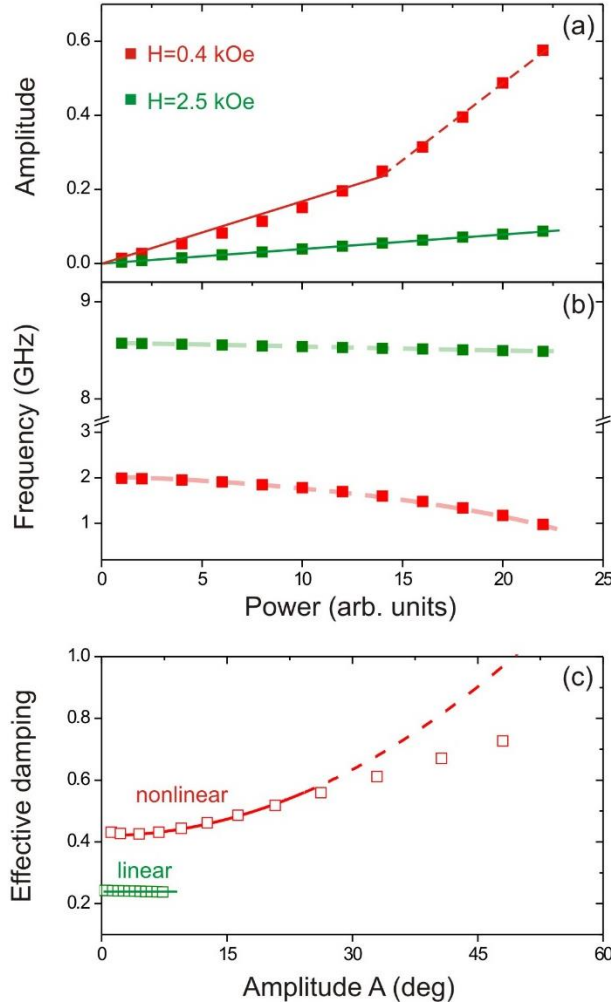 (a)
0.6
H=0.4 kOe
H=2.5 kOe
0.4
0.2
0.0
Amplitude
(b)
9
8
3
2
1
Frequency (GHz)
0 5 10 15 20 25
Power (arb. units)
(c)
1.0
0.8
nonlinear
0.6
0.4
linear
0.2
Effective damping
0 15 30 45 60
Amplitude A (deg)